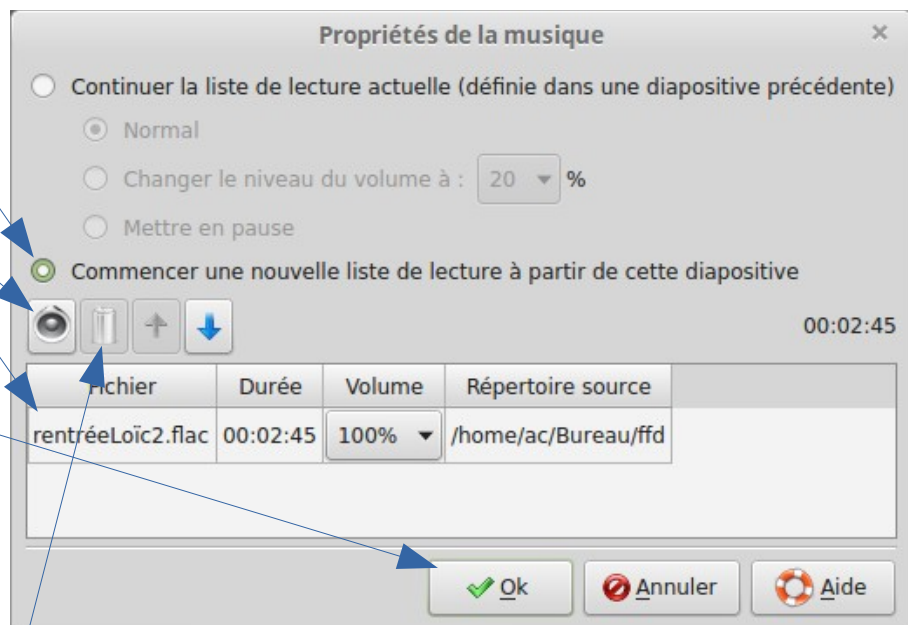 Propriétés de la musique
Continuer la liste de lecture actuelle (définie dans une diapositive précédente)
Normal
Changer le niveau du volume à : 20 %
Mettre en pause
Commencer une nouvelle liste de lecture à partir de cette diapositive
00:02:45
Fichier Durée Volume Répertoire source
rentréeLoïc2.flac 00:02:45 100% /home/ac/Bureau/ffd
Ok Annuler Aide